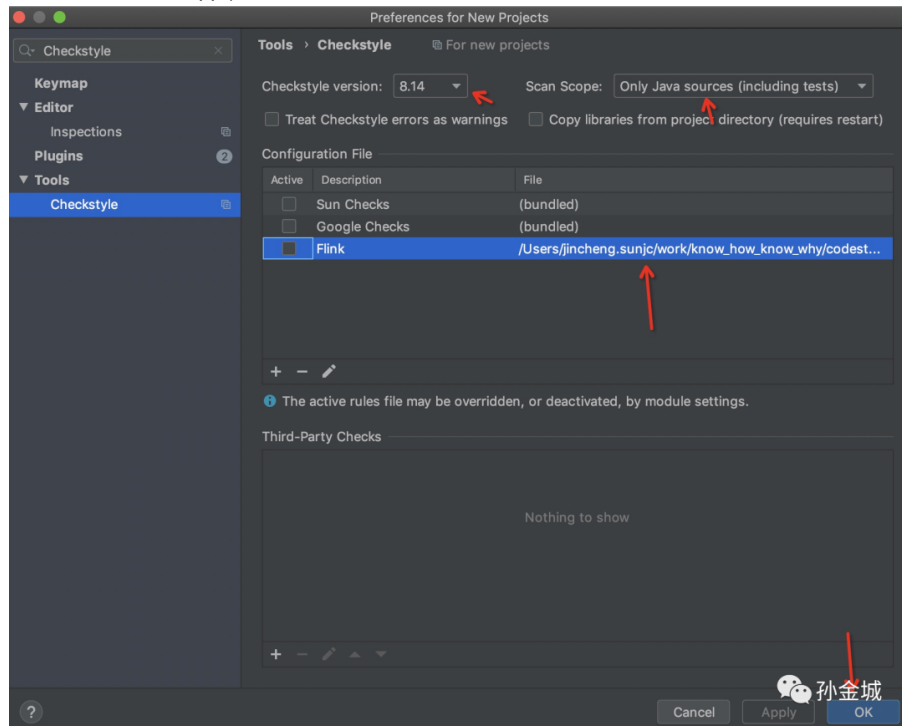 Preferences for New Projects
Checkstyle
Tools › Checkstyle For new projects
Keymap
Editor
Inspections
Plugins 2
Tools
Checkstyle
Checkstyle version: 8.14 Scan Scope: Only Java sources (including tests)
Treat Checkstyle errors as warnings Copy libraries from project directory (requires restart)
Configuration File
Active Description File
Sun Checks (bundled)
Google Checks (bundled)
Flink /Users/jincheng.sunjc/work/know_how_know_why/codest...
+ −
The active rules file may be overridden, or deactivated, by module settings.
Third-Party Checks
Nothing to show
+ −
孙金城
? Cancel Apply OK